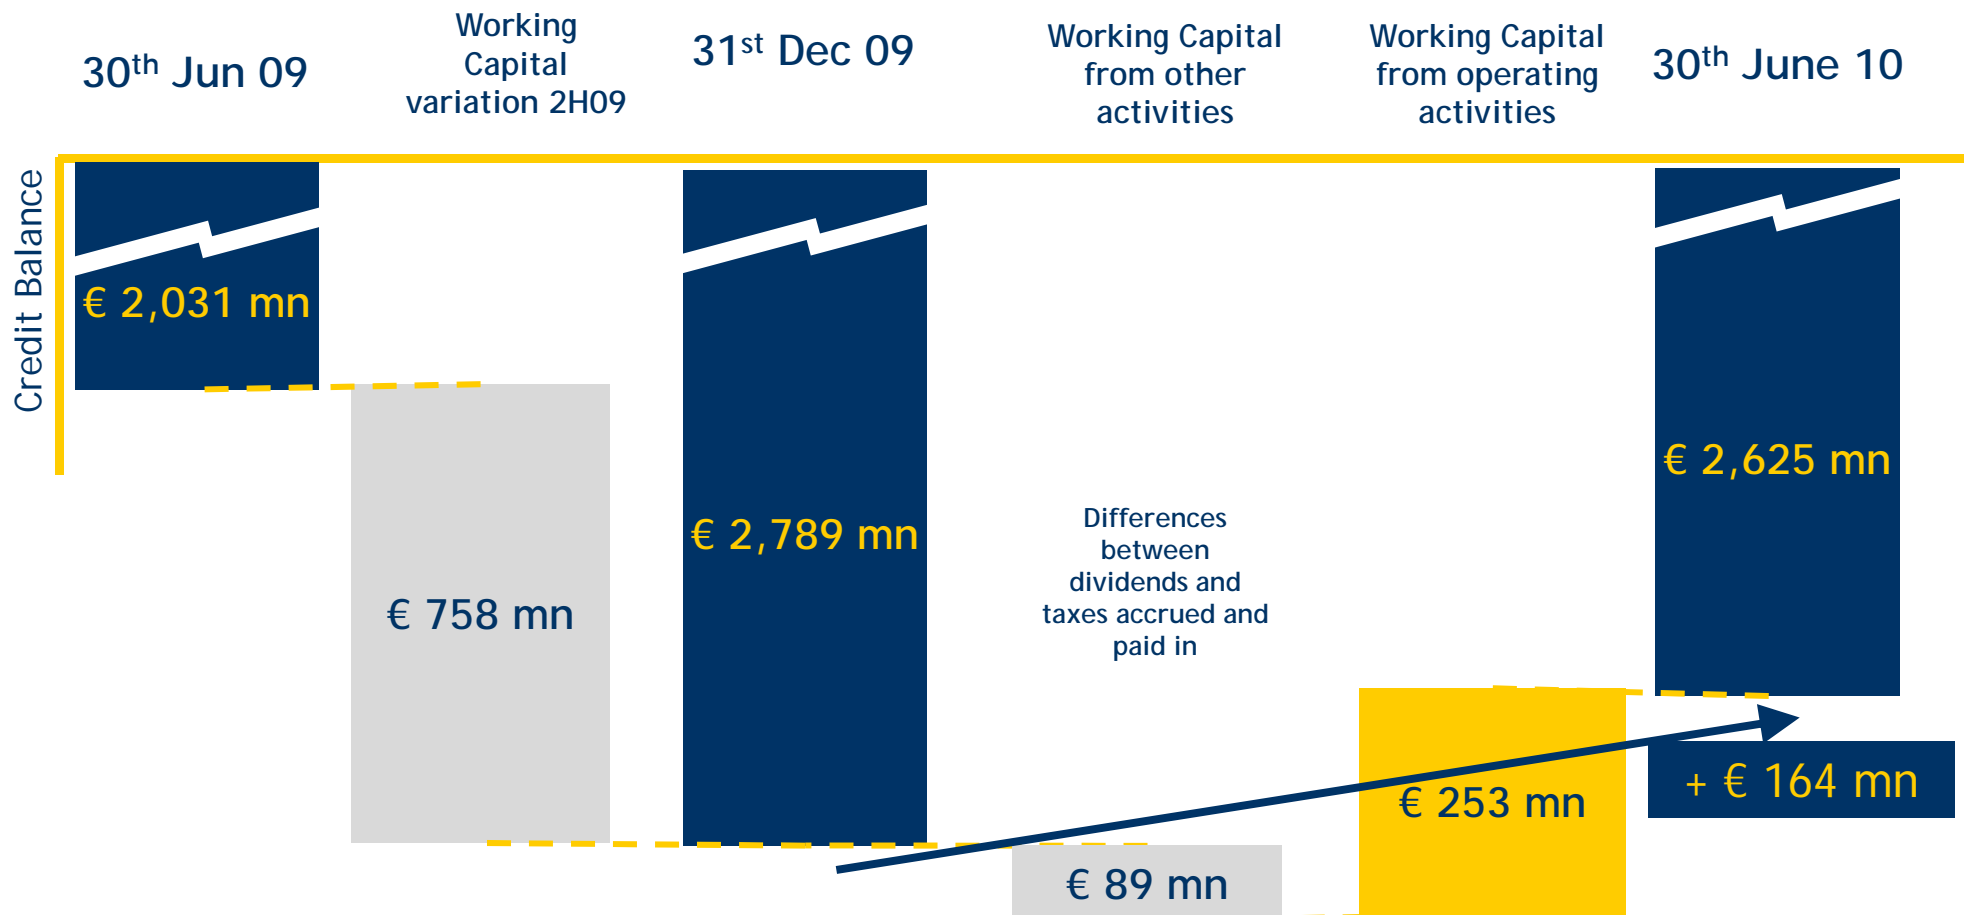 30th Jun 09
Working
Capital
variation 2H09
31st Dec 09
Working Capital
from other
activities
Working Capital
from operating
activities
30th June 10
Credit Balance
€ 2,031 mn
€ 758 mn
€ 2,789 mn
Differences
between
dividends and
taxes accrued and
paid in
€ 89 mn
€ 253 mn
€ 2,625 mn
+ € 164 mn